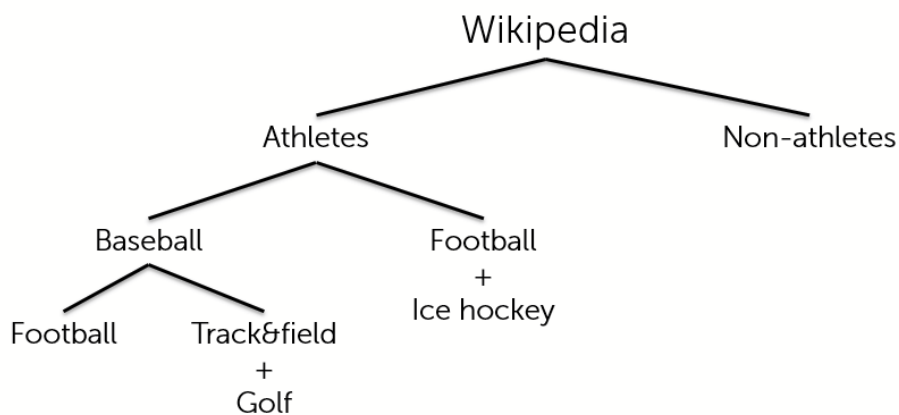 Wikipedia
Athletes
Non-athletes
Baseball
Football
+
Ice hockey
Football
Track&field
+
Golf